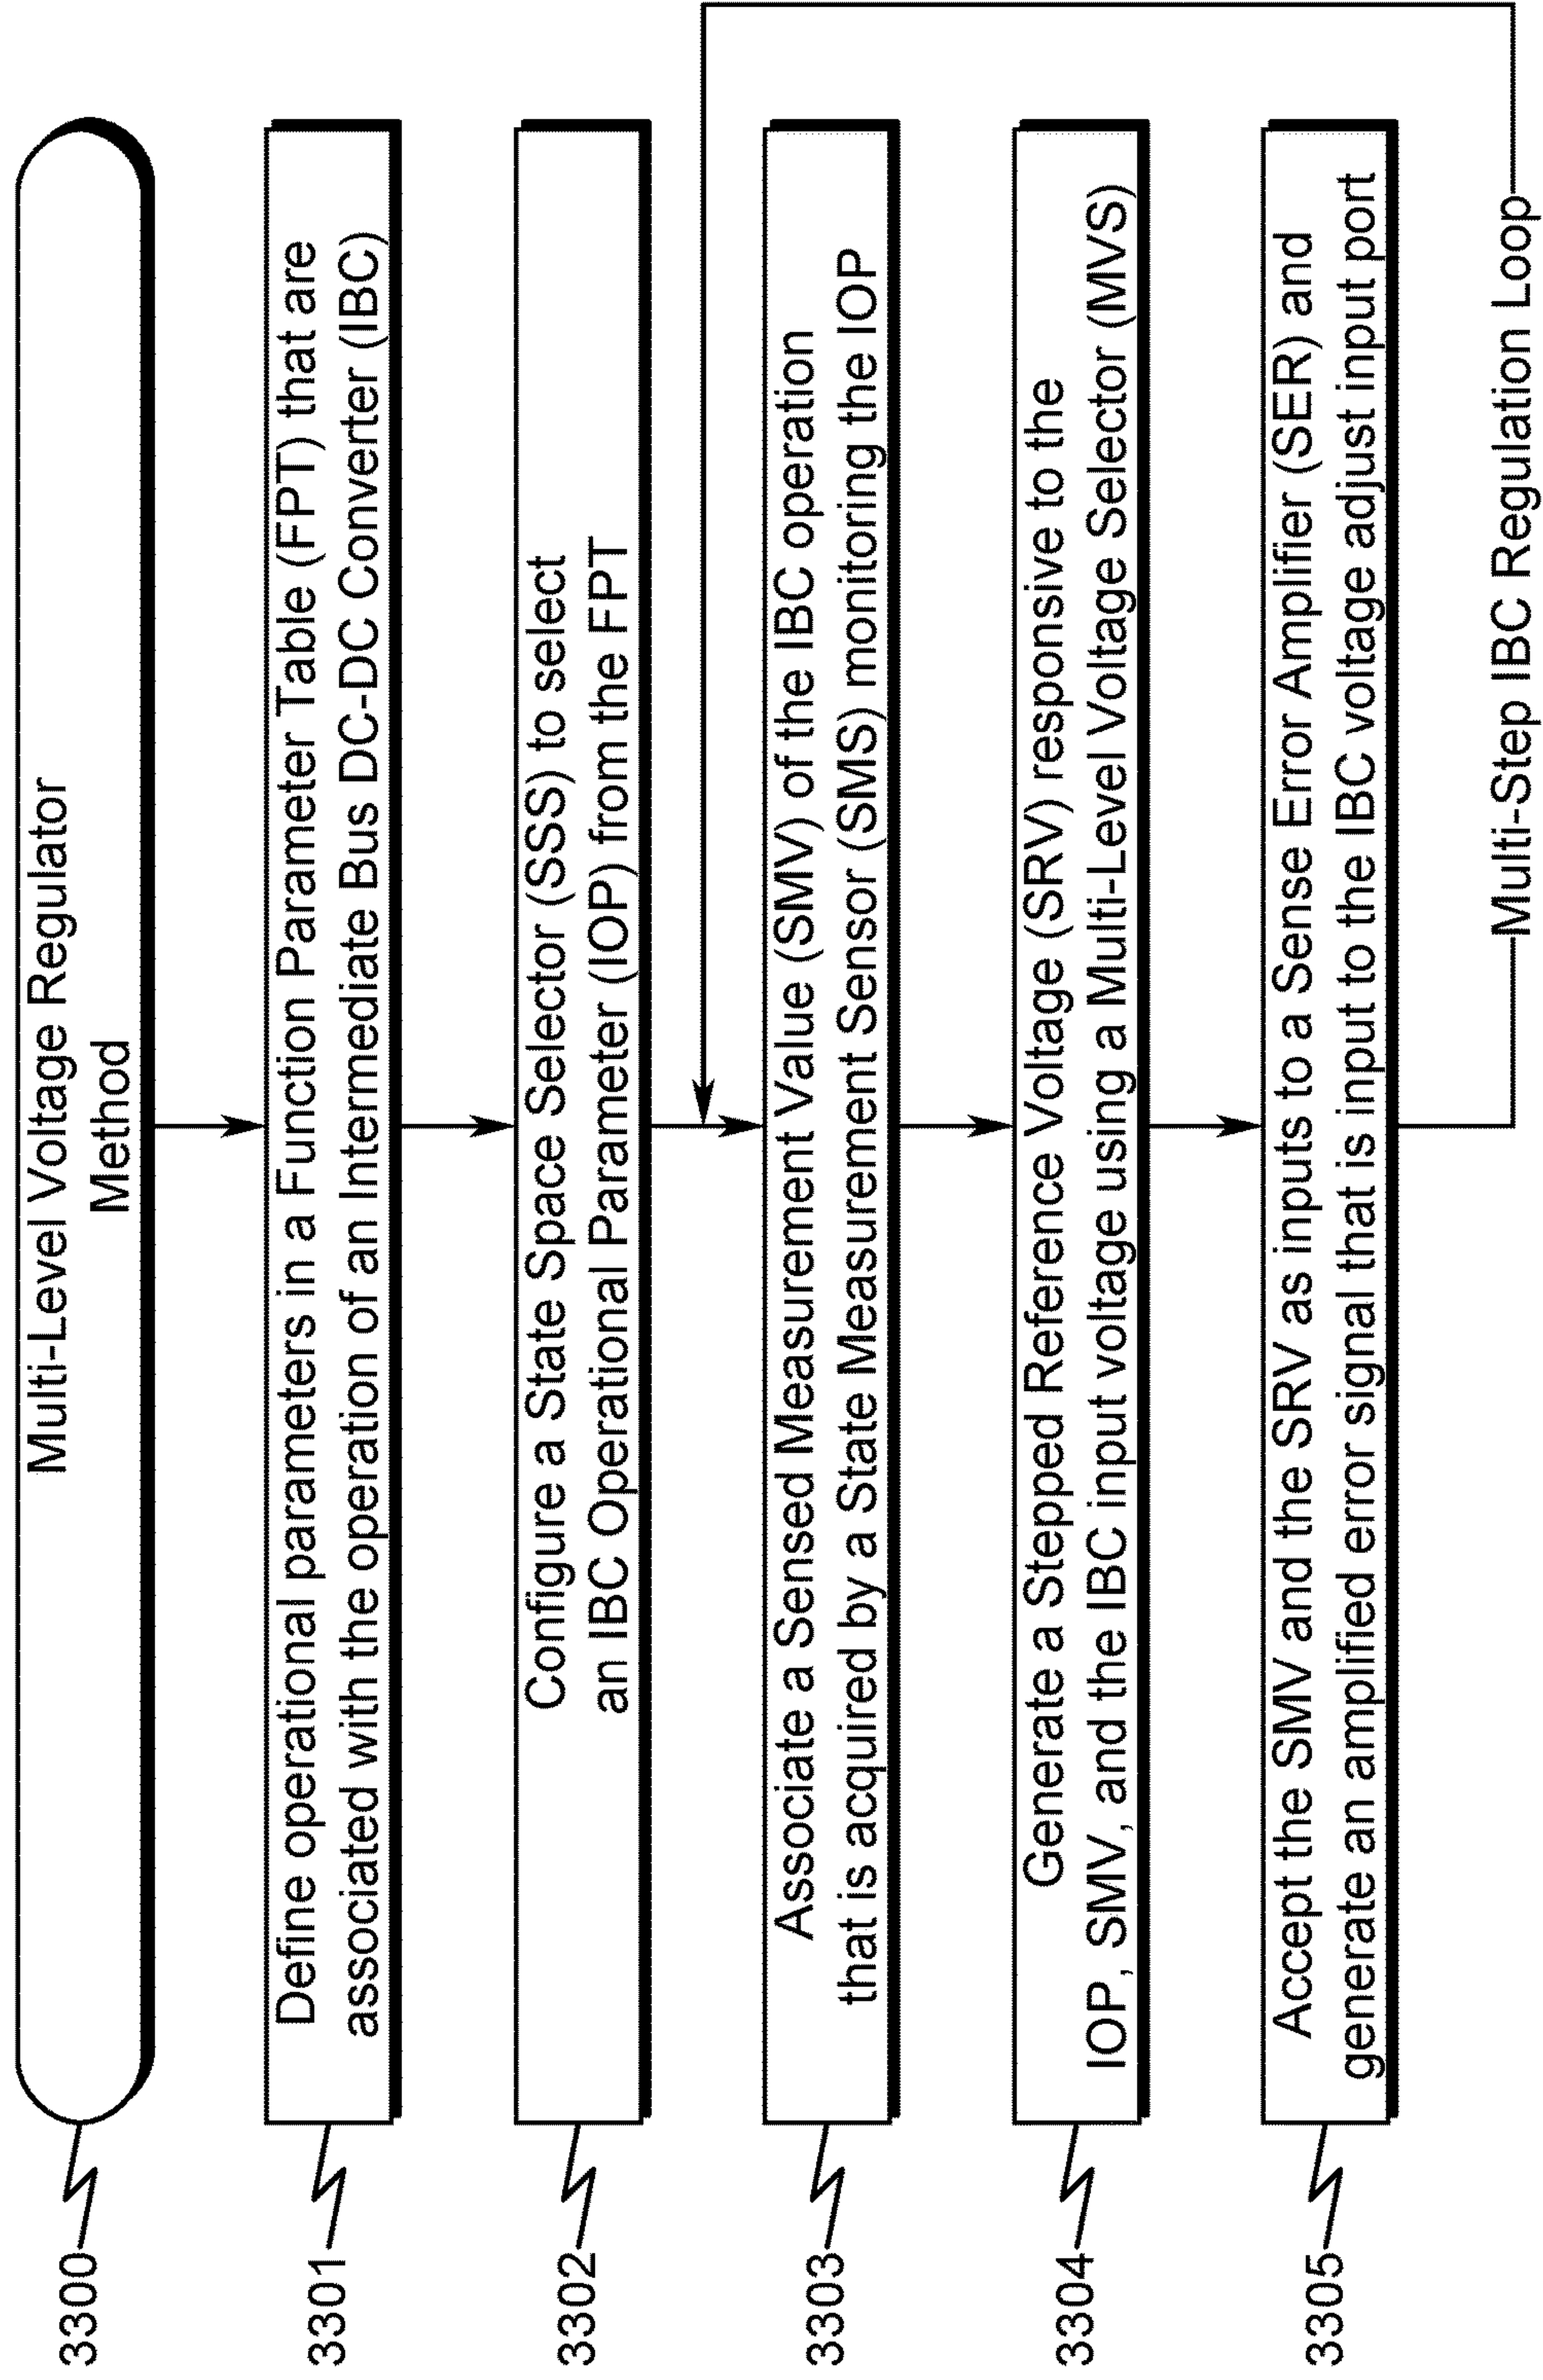 3300
Multi-Level Voltage Regulator
Method
3301
Define operational parameters in a Function Parameter Table (FPT) that are
associated with the operation of an Intermediate Bus DC-DC Converter (IBC)
3302
Configure a State Space Selector (SSS) to select
an IBC Operational Parameter (IOP) from the FPT
3303
Associate a Sensed Measurement Value (SMV) of the IBC operation
that is acquired by a State Measurement Sensor (SMS) monitoring the IOP
3304
Generate a Stepped Reference Voltage (SRV) responsive to the
IOP, SMV, and the IBC input voltage using a Multi-Level Voltage Selector (MVS)
3305
Accept the SMV and the SRV as inputs to a Sense Error Amplifier (SER) and
generate an amplified error signal that is input to the IBC voltage adjust input port
Multi-Step IBC Regulation Loop